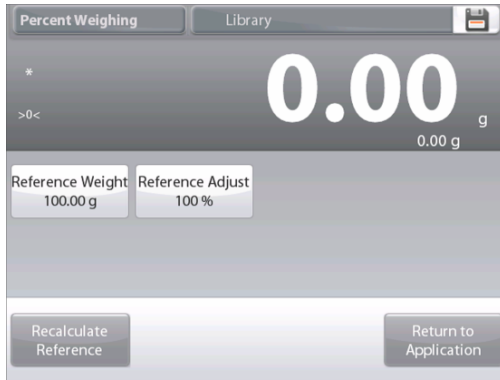 Percent Weighing
Library
*
>0<
0.00 g
0.00 g
Reference Weight
100.00 g
Reference Adjust
100 %
Recalculate
Reference
Return to
Application